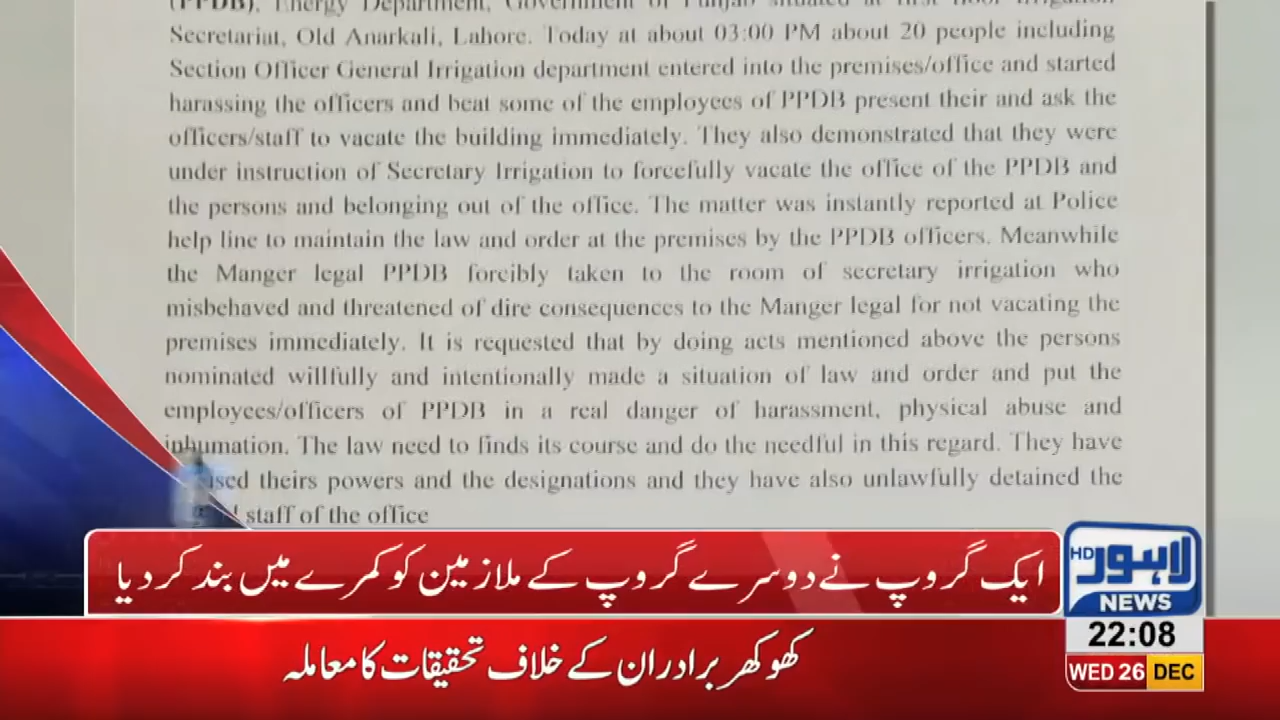 (PPDB), Energy Department, Government of Punjab situated at first floor Irrigation
Secretariat, Old Anarkali, Lahore. Today at about 03:00 PM about 20 people including
Section Officer General Irrigation department entered into the premises/office and started
harassing the officers and beat some of the employees of PPDB present their and ask the
officers/staff to vacate the building immediately. They also demonstrated that they were
under instruction of Secretary Irrigation to forcefully vacate the office of the PPDB and
the persons and belonging out of the office. The matter was instantly reported at Police
help line to maintain the law and order at the premises by the PPDB officers. Meanwhile
the Manger legal PPDB forcibly taken to the room of secretary irrigation who
misbehaved and threatened of dire consequences to the Manger legal for not vacating the
premises immediately. It is requested that by doing acts mentioned above the persons
nominated willfully and intentionally made a situation of law and order and put the
employees/officers of PPDB in a real danger of harassment, physical abuse and
inhumation. The law need to finds its course and do the needful in this regard. They have
theirs powers and the designations and they have also unlawfully detained the
staff of the office
ایک گروپ نے دوسرے گروپ کے ملازمین کو کمرے میں بند کر دیا
HD لاہور
NEWS
22:08
WED 26 DEC
کھوکھر برادران کے خلاف تحقیقات کا معاملہ